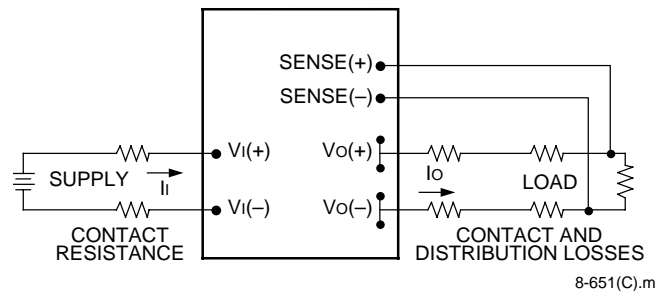 SENSE(+)
SENSE(–)
VI(+)
VO(+)
IO
SUPPLY
II
LOAD
VI(–)
VO(–)
CONTACT
RESISTANCE
CONTACT AND
DISTRIBUTION LOSSES
8-651(C).m